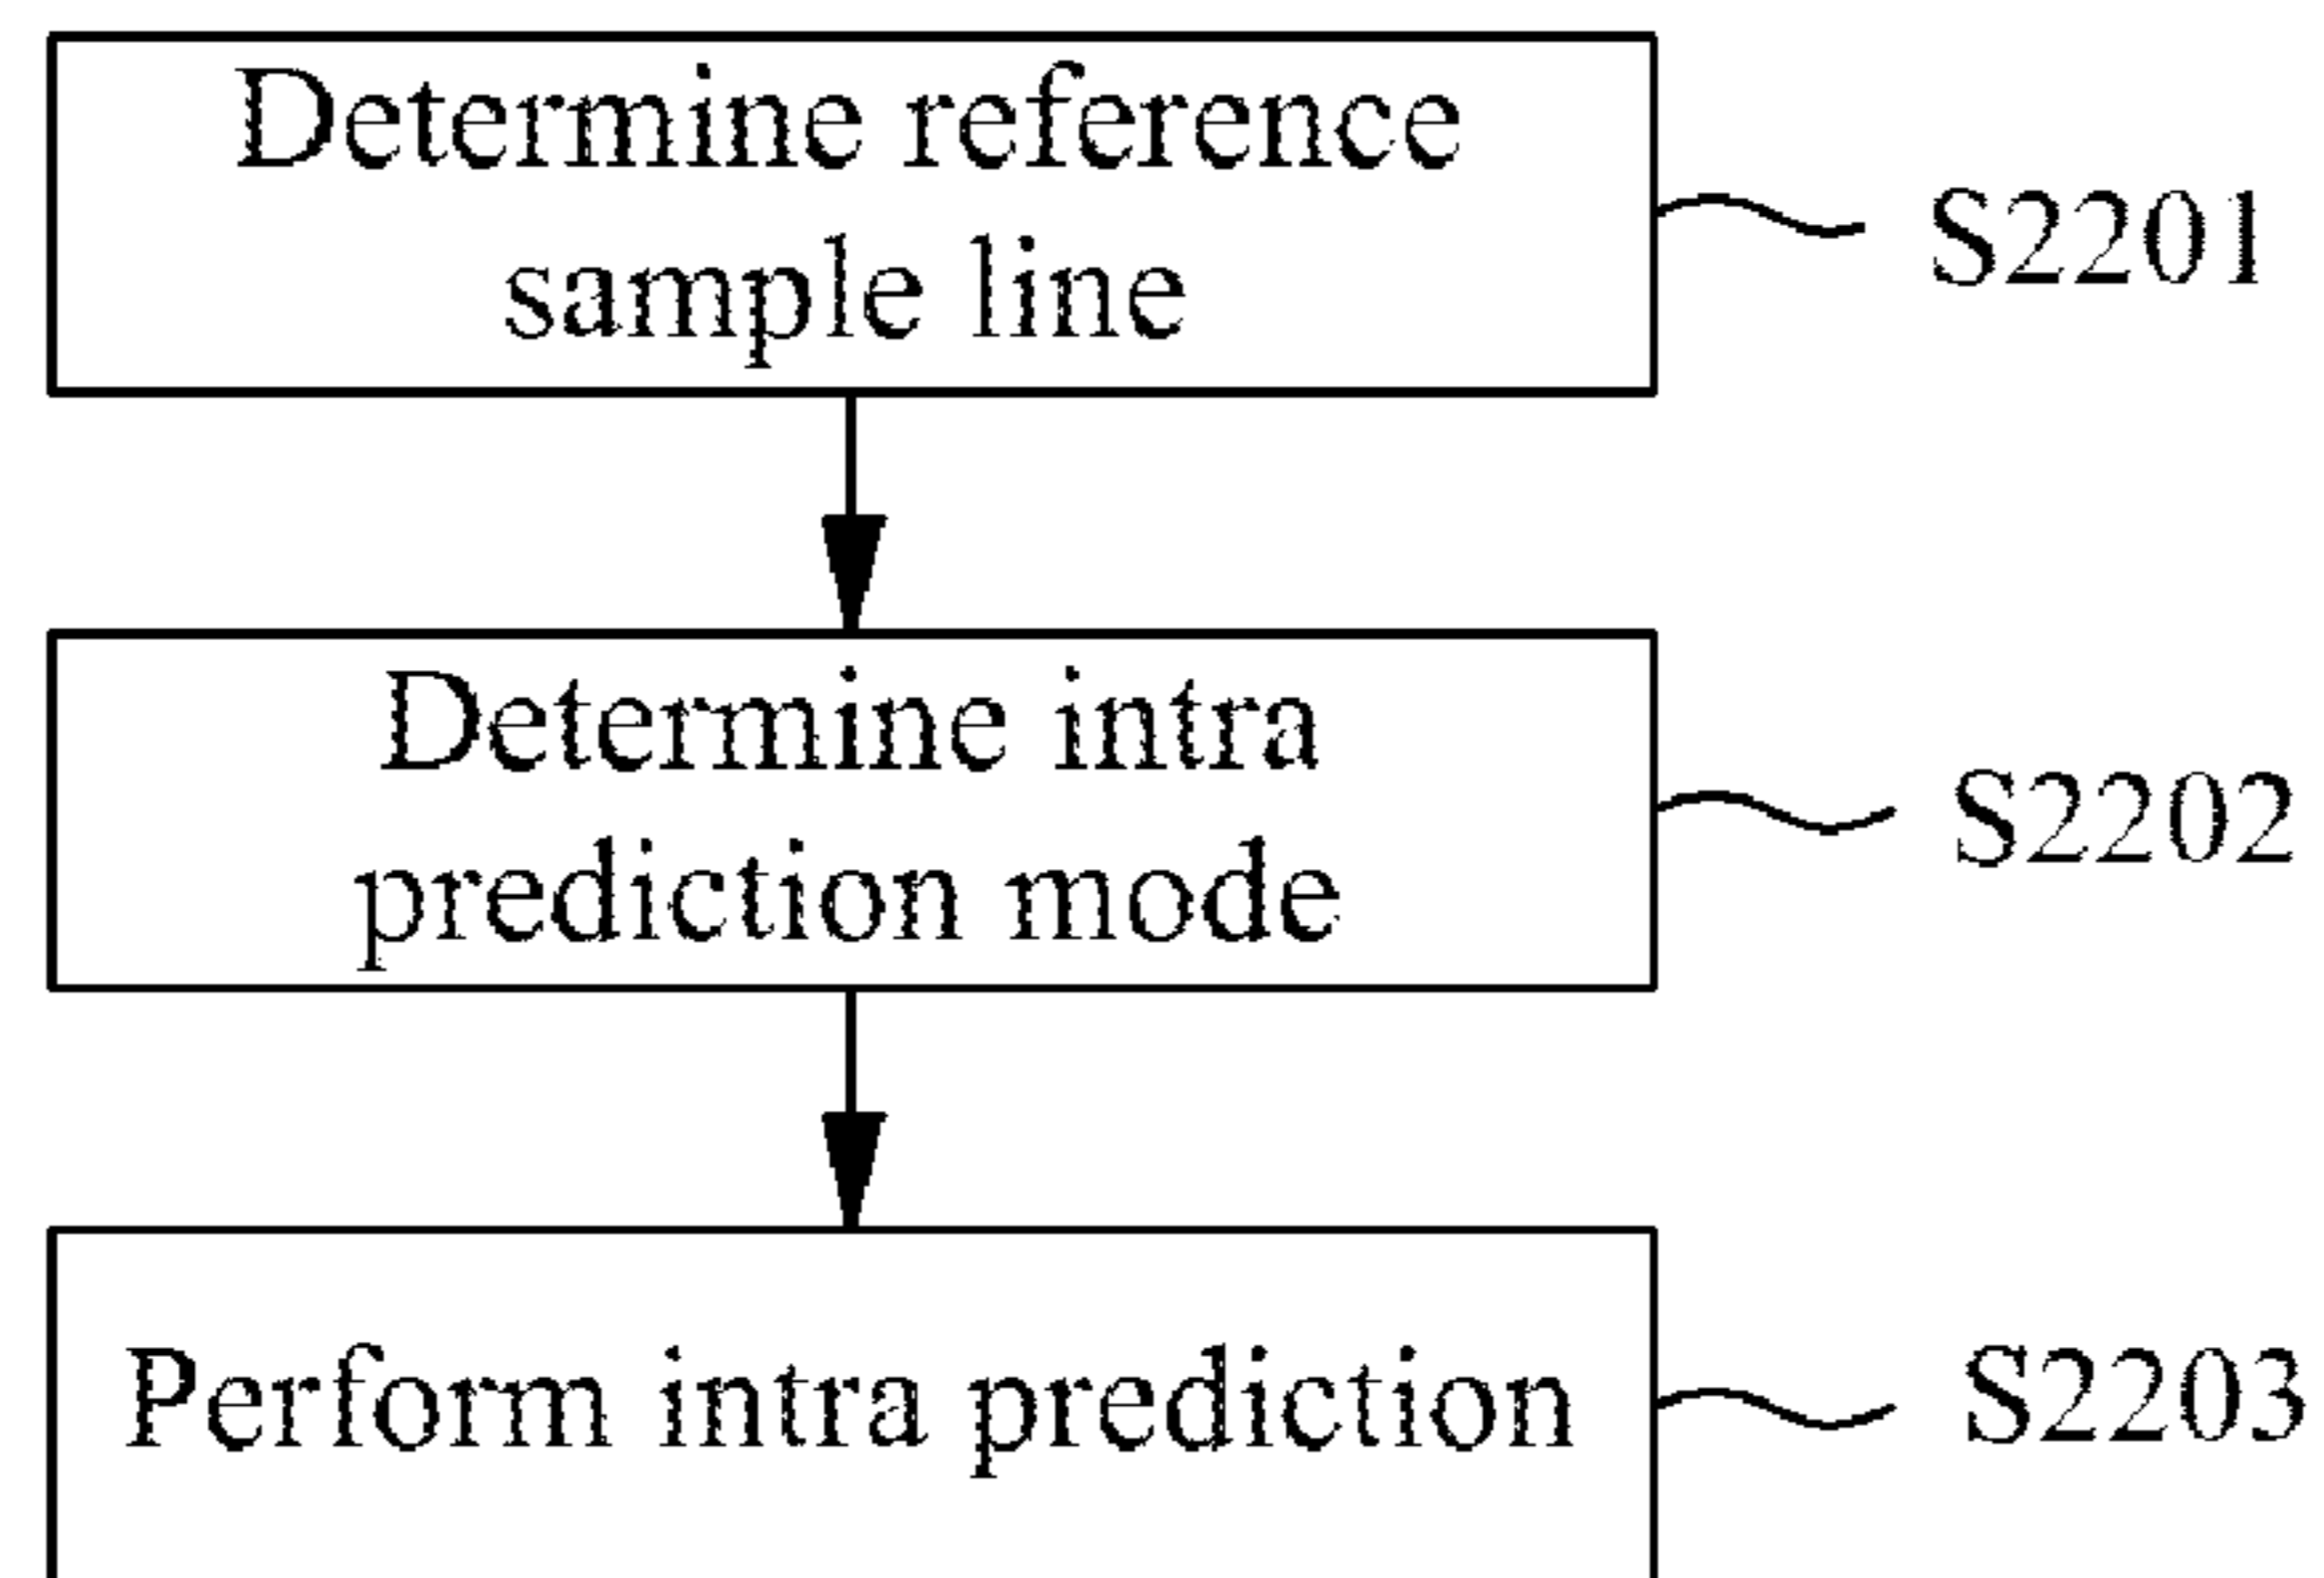 Determine reference
sample line
S2201
Determine intra
prediction mode
S2202
Perform intra prediction
S2203